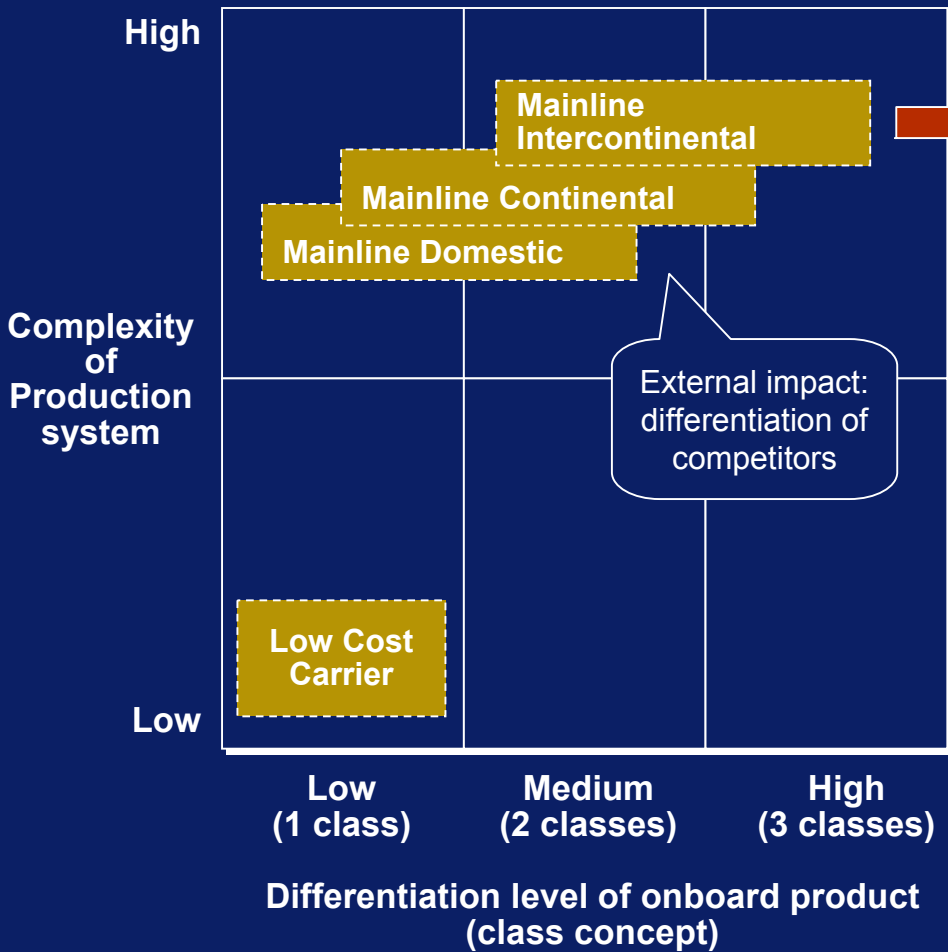 High
Mainline
Intercontinental
Mainline Continental
Mainline Domestic
Complexity
of
Production
system
External impact:
differentiation of
competitors
Low Cost
Carrier
Low
Low
(1 class)
Medium
(2 classes)
High
(3 classes)
Differentiation level of onboard product
(class concept)